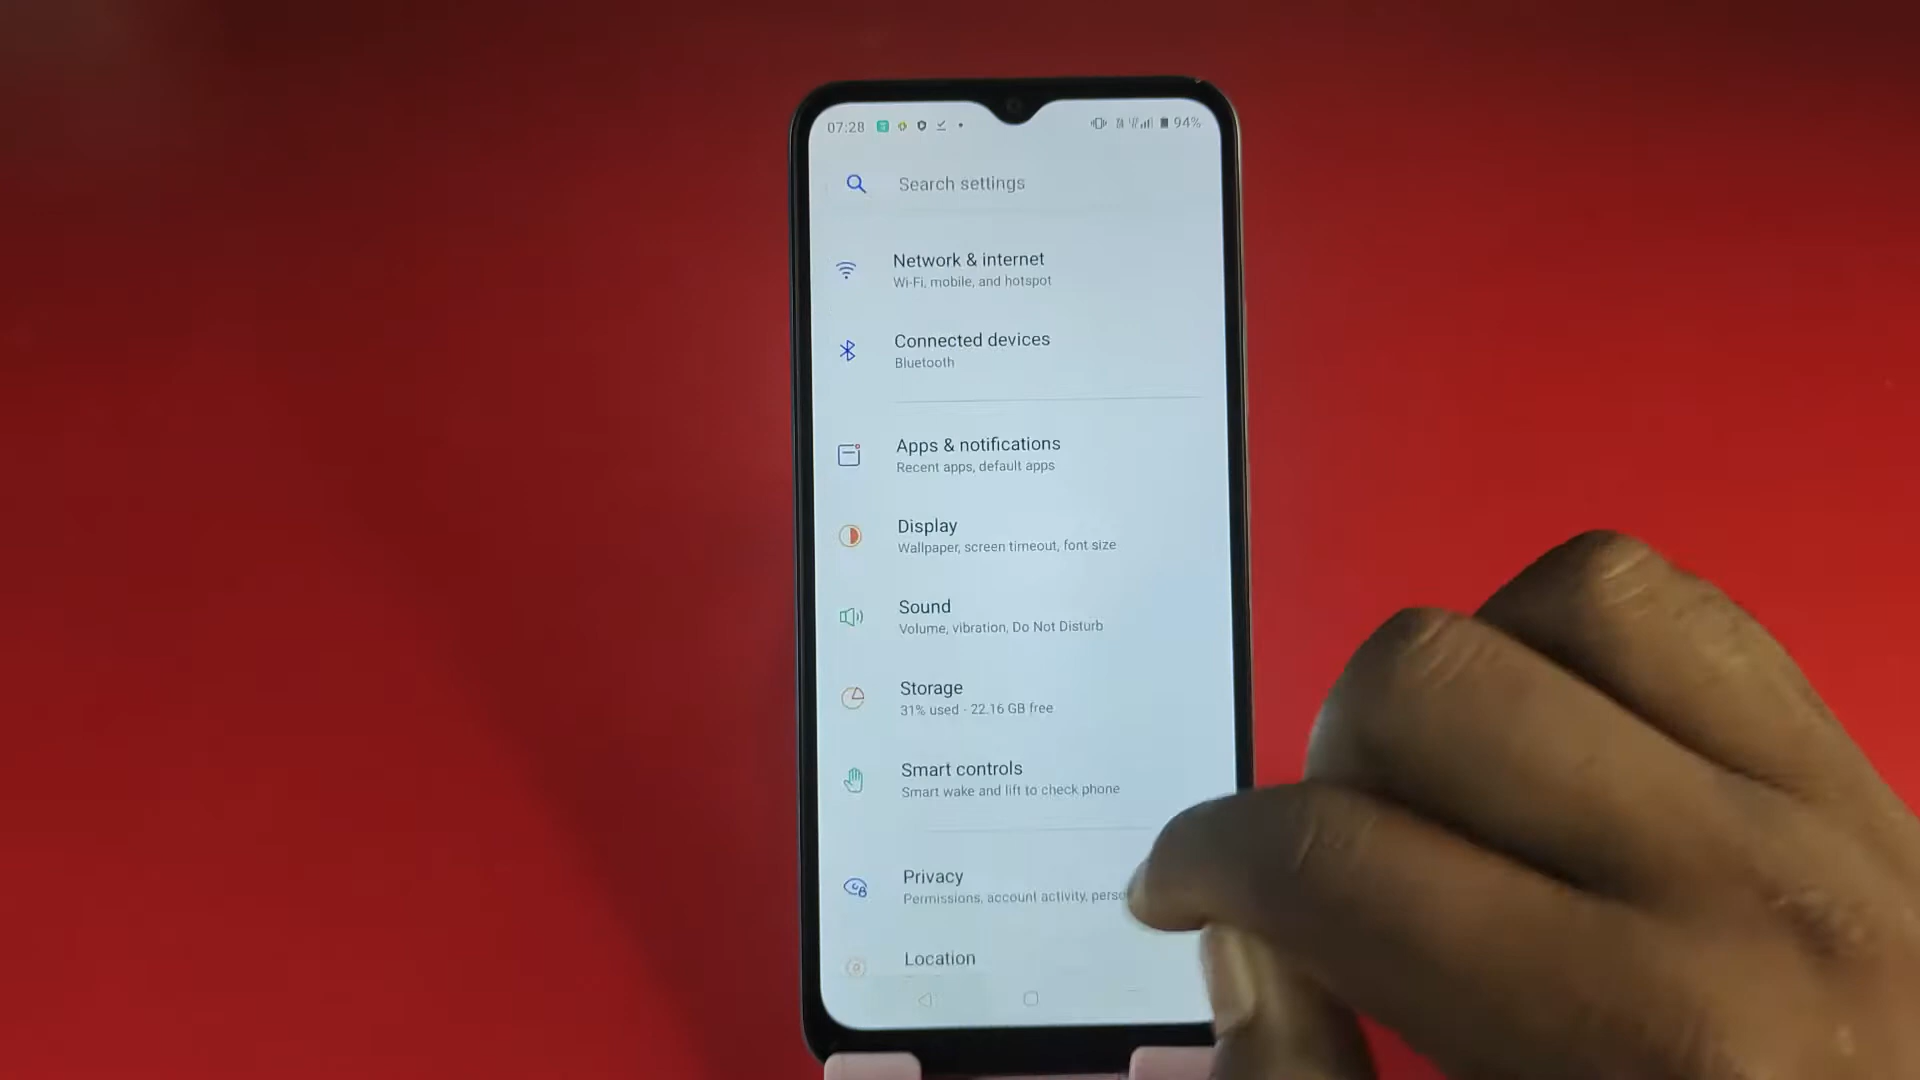 07:28
94%
Search settings
Network & internet
Wi-Fi, mobile, and hotspot
Connected devices
Bluetooth
Apps & notifications
Recent apps, default apps
Display
Wallpaper, screen timeout, font size
Sound
Volume, vibration, Do Not Disturb
Storage
31% used - 22.16 GB free
Smart controls
Smart wake and lift to check phone
Privacy
Permissions, account activity, perso
Location